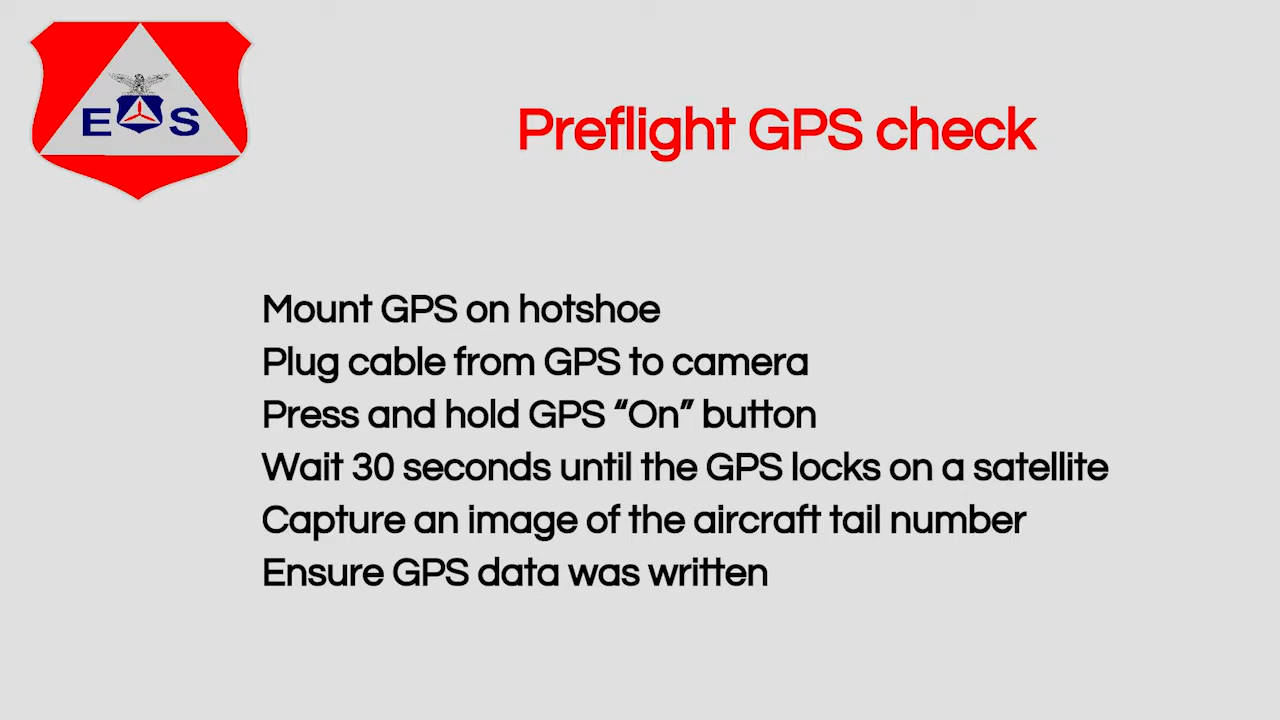 E S
Preflight GPS check
Mount GPS on hotshoe
Plug cable from GPS to camera
Press and hold GPS “On” button
Wait 30 seconds until the GPS locks on a satellite
Capture an image of the aircraft tail number
Ensure GPS data was written